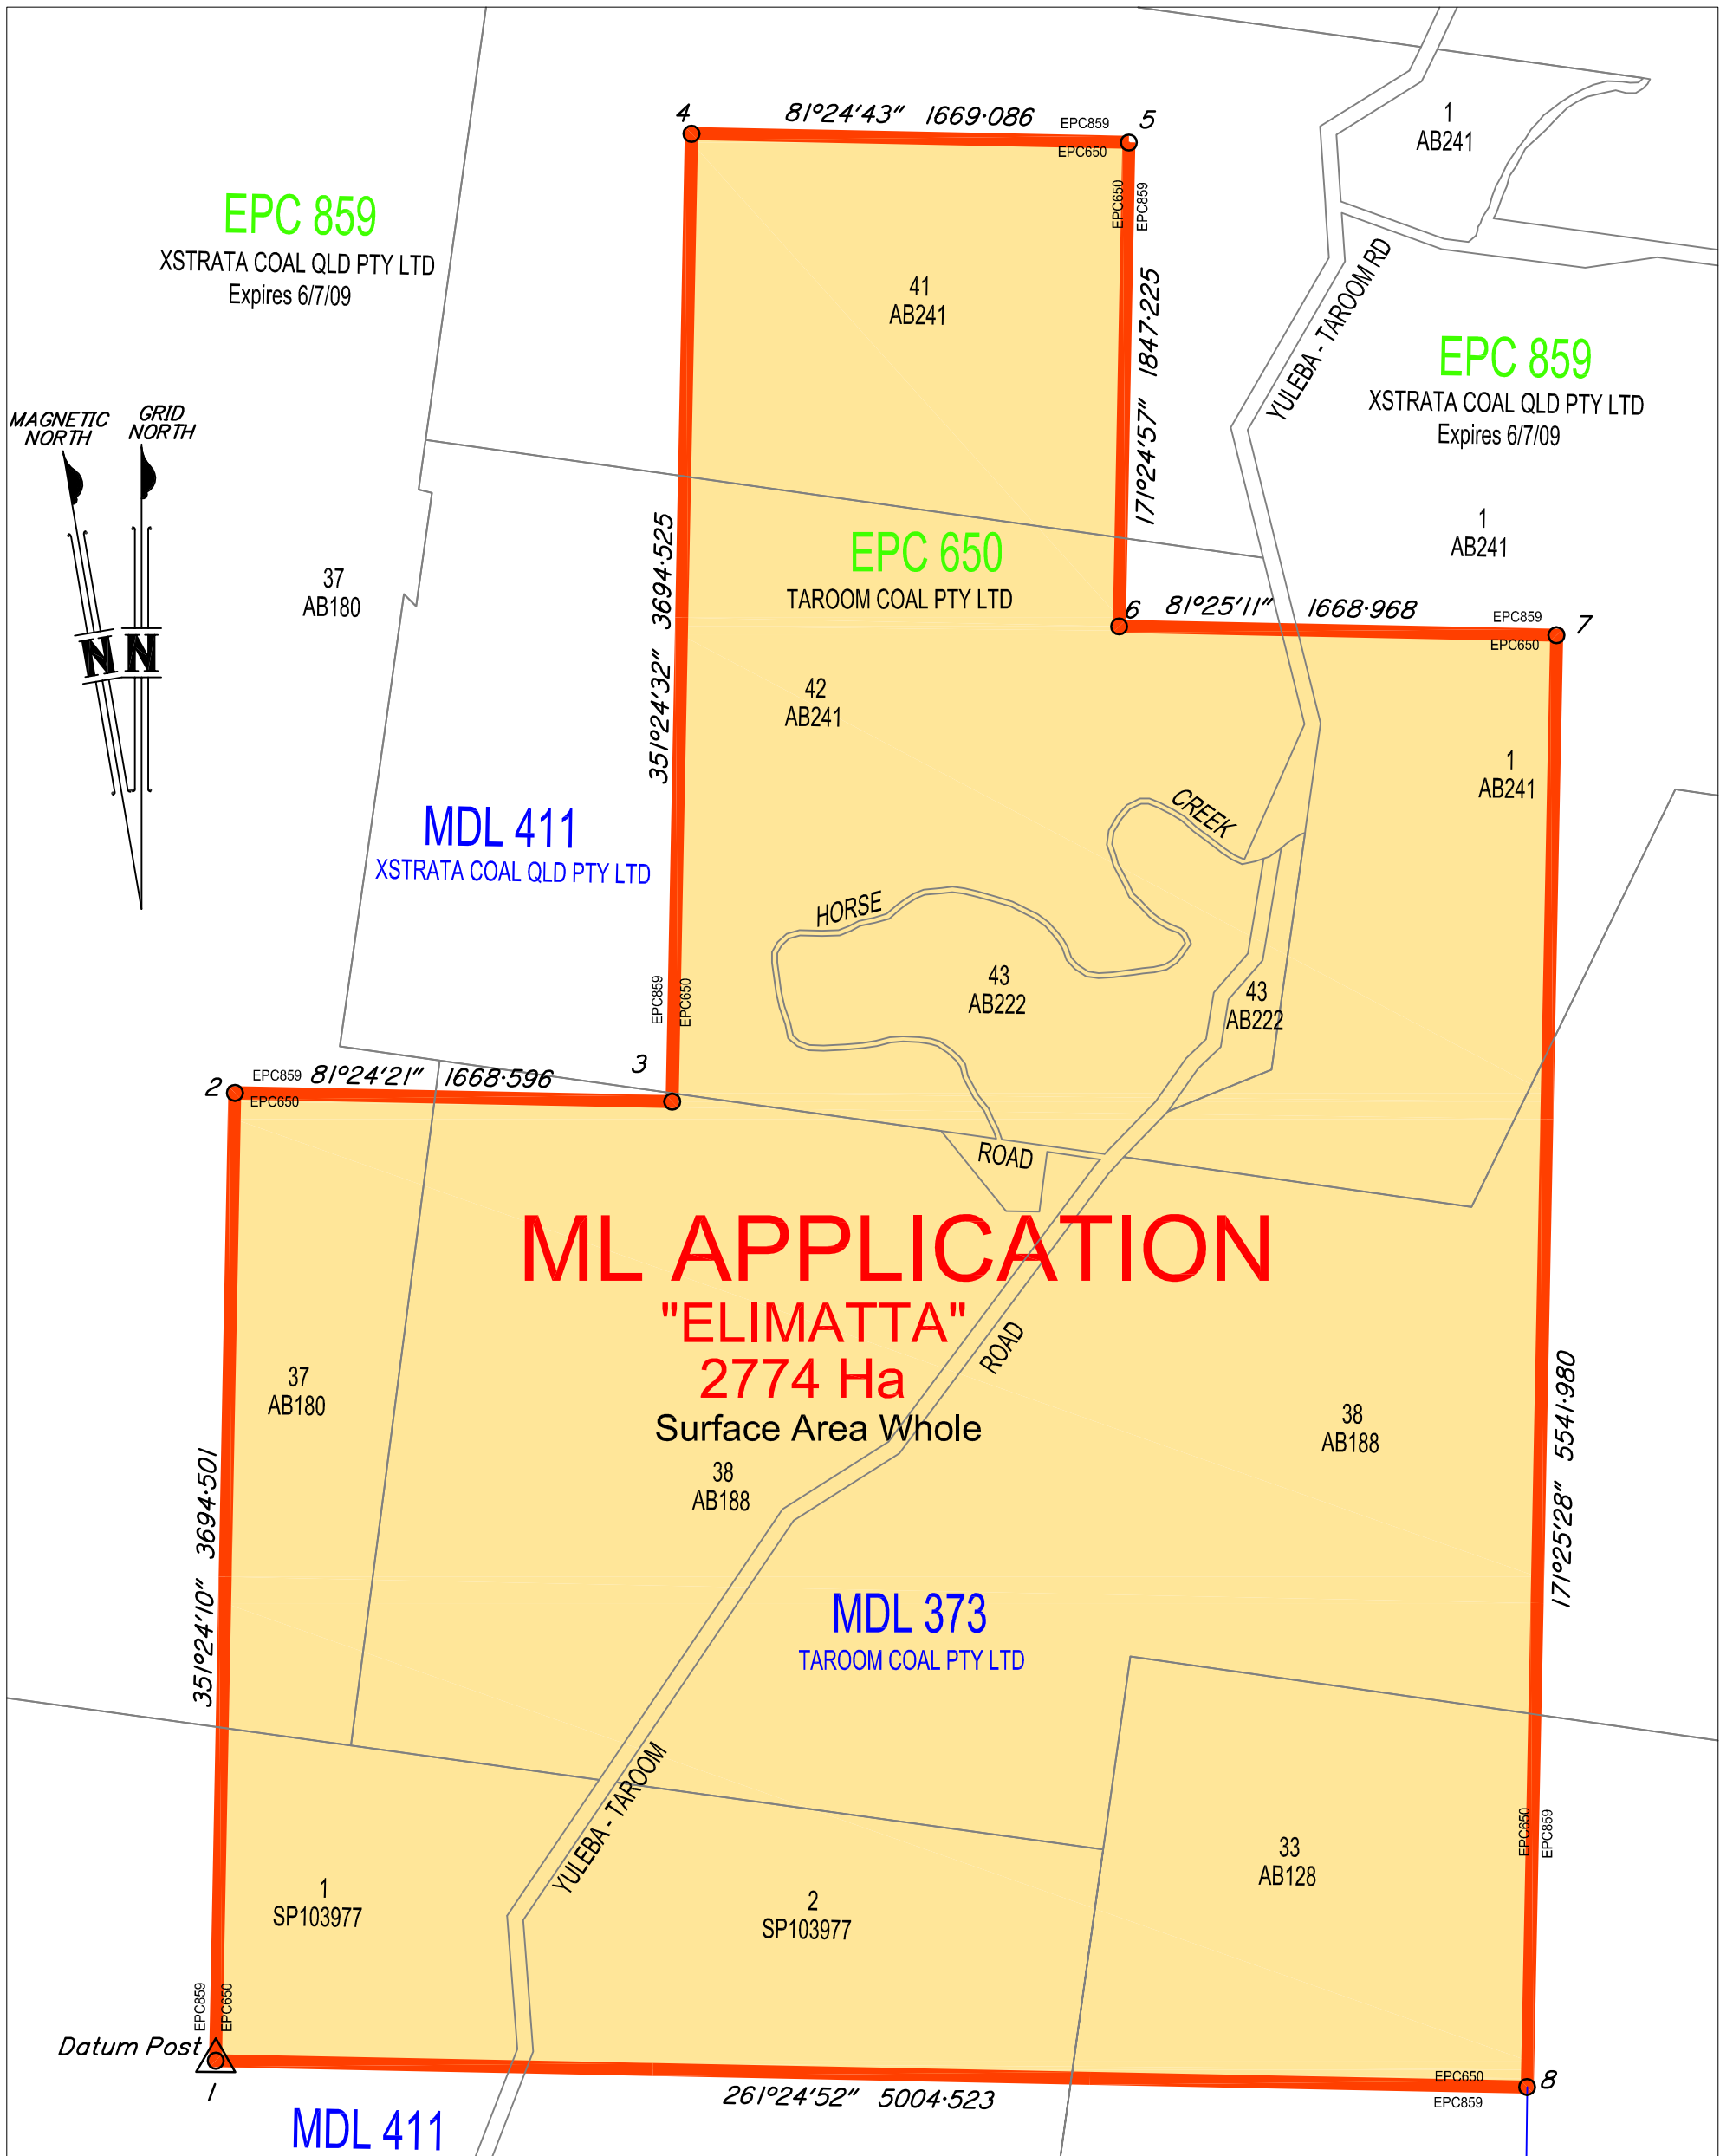 4
81°24'43" 1669·086
EPC859
EPC650
5
1
AB241
EPC 859
XSTRATA COAL QLD PTY LTD
Expires 6/7/09
EPC650
EPC859
41
AB241
171°24'57" 1847·225
YULEBA - TAROOM RD
EPC 859
XSTRATA COAL QLD PTY LTD
Expires 6/7/09
MAGNETIC
NORTH
GRID
NORTH
N
N
1
AB241
37
AB180
351°24'32" 3694·525
EPC 650
TAROOM COAL PTY LTD
6
81°25'11" 1668·968
EPC859
EPC650
7
42
AB241
1
AB241
MDL 411
XSTRATA COAL QLD PTY LTD
CREEK
HORSE
EPC859
EPC650
43
AB222
43
AB222
2
EPC859
EPC650
81°24'21" 1668·596
3
ROAD
ML APPLICATION
"ELIMATTA"
2774 Ha
Surface Area Whole
ROAD
37
AB180
38
AB188
38
AB188
351°24'10" 3694·501
171°25'28" 5541·980
MDL 373
TAROOM COAL PTY LTD
YULEBA - TAROOM
EPC650
EPC859
33
AB128
1
SP103977
2
SP103977
EPC859
EPC650
Datum Post
1
261°24'52" 5004·523
EPC650
EPC859
8
MDL 411